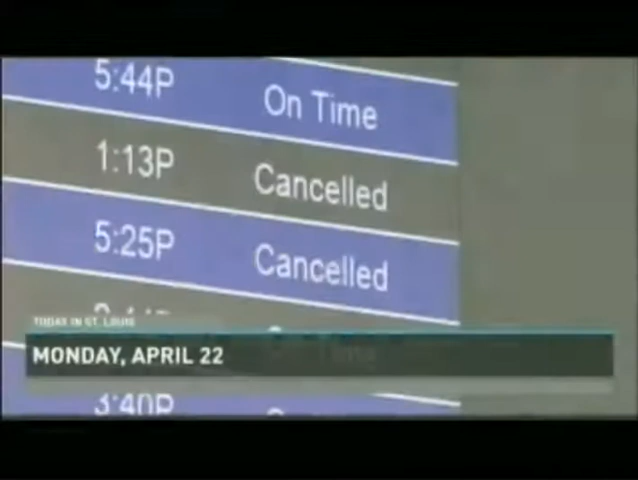 5:44P On Time
1:13P Cancelled
5:25P Cancelled
TODAY IN ST. LOUIS
MONDAY, APRIL 22
3:40P